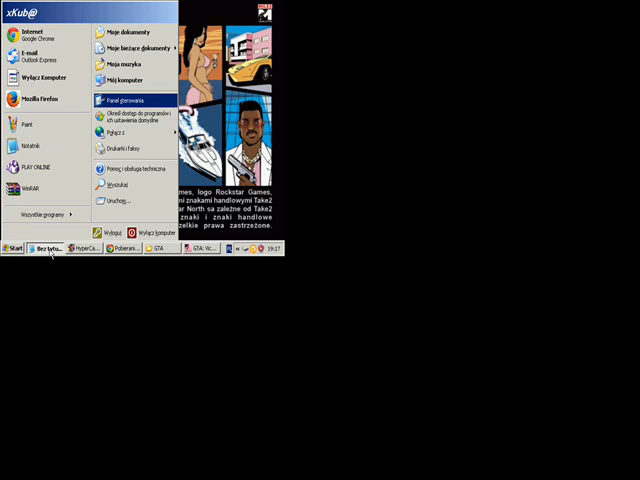 xKub@
Internet
Google Chrome
E-mail
Outlook Express
Wyłącz Komputer
Mozilla Firefox
Paint
Notatnik
PLAY ONLINE
WinRAR
Wszystkie programy
Moje dokumenty
Moje bieżące dokumenty
Moja muzyka
Mój komputer
Panel sterowania
Określ dostęp do programów i
ich ustawienia domyślne
Połącz z
Drukarki i faksy
Pomoc i obsługa techniczna
Wyszukaj
Uruchom...
Wyloguj
Wyłącz komputer
mes, logo Rockstar Games,
mi znakami handlowymi Take2
ar North sa zależne od Take2
znaki i znaki handlowe
zelkie prawa zastrzeżone.
Start
Bez tytu...
HyperCa...
Pobierani...
GTA
GTA: Vic...
PL
19:17